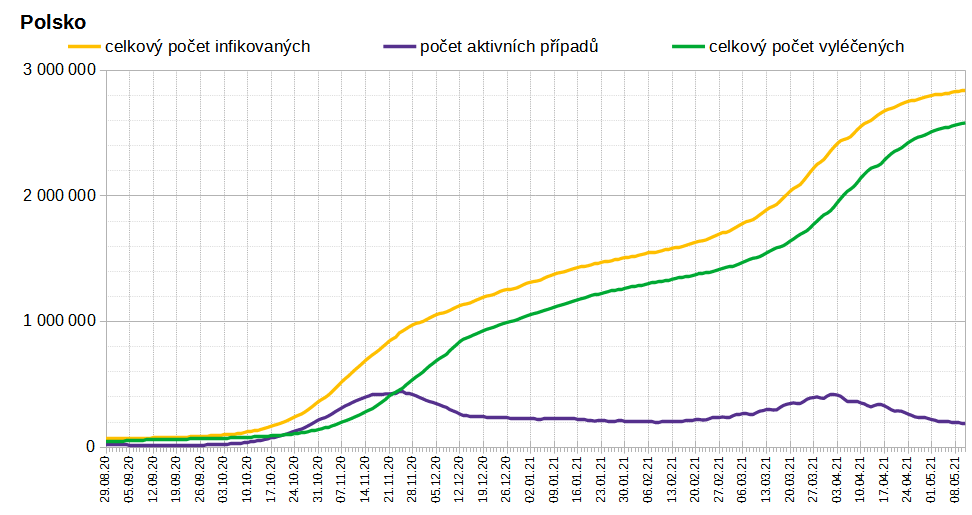 Polsko
celkový počet infikovaných počet aktivních případů celkový počet vyléčených
3 000 000
2 000 000
1 000 000
0
29.08.20 05.09.20 12.09.20 19.09.20 26.09.20 03.10.20 10.10.20 17.10.20 24.10.20 31.10.20 07.11.20 14.11.20 21.11.20 28.11.20 05.12.20 12.12.20 19.12.20 26.12.20 02.01.21 09.01.21 16.01.21 23.01.21 30.01.21 06.02.21 13.02.21 20.02.21 27.02.21 06.03.21 13.03.21 20.03.21 27.03.21 03.04.21 10.04.21 17.04.21 24.04.21 01.05.21 08.05.21